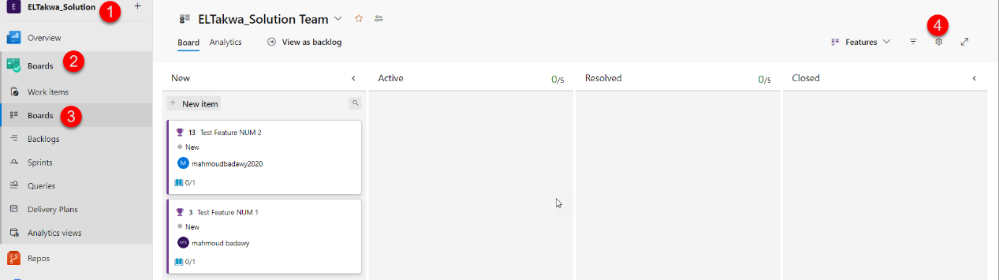 E ELTakwa_Solution +
1
Overview
Boards
2
Work items
Boards
3
Backlogs
Sprints
Queries
Delivery Plans
Analytics views
Repos
ELTakwa_Solution Team
Board Analytics View as backlog
Features
4
New
Active 0/5
Resolved 0/5
Closed
+ New item
13 Test Feature NUM 2
New
M mahmoudbadawy2020
0/1
3 Test Feature NUM 1
New
MB mahmoud badawy
0/1